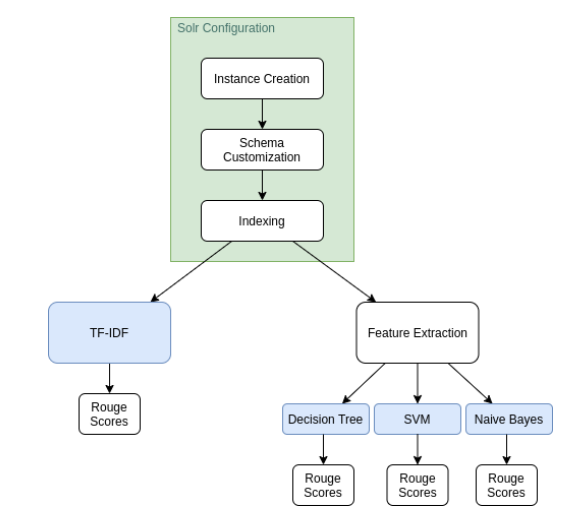 Solr Configuration
Instance Creation
Schema
Customization
Indexing
TF-IDF
Feature Extraction
Rouge
Scores
Decision Tree
SVM
Naive Bayes
Rouge
Scores
Rouge
Scores
Rouge
Scores